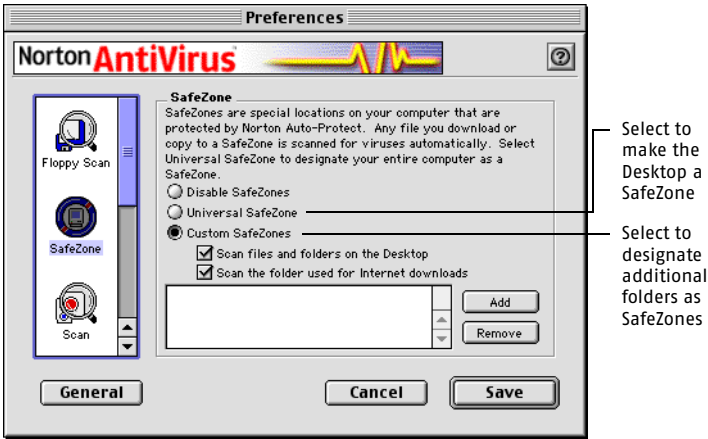 Preferences
Norton AntiVirus
Floppy Scan
SafeZone
Scan
SafeZone
SafeZones are special locations on your computer that are
protected by Norton Auto-Protect. Any file you download or
copy to a SafeZone is scanned for viruses automatically. Select
Universal SafeZone to designate your entire computer as a
SafeZone.
Disable SafeZones
Universal SafeZone
Custom SafeZones
Scan files and folders on the Desktop
Scan the folder used for Internet downloads
Add
Remove
General
Cancel
Save
Select to
make the
Desktop a
SafeZone
Select to
designate
additional
folders as
SafeZones